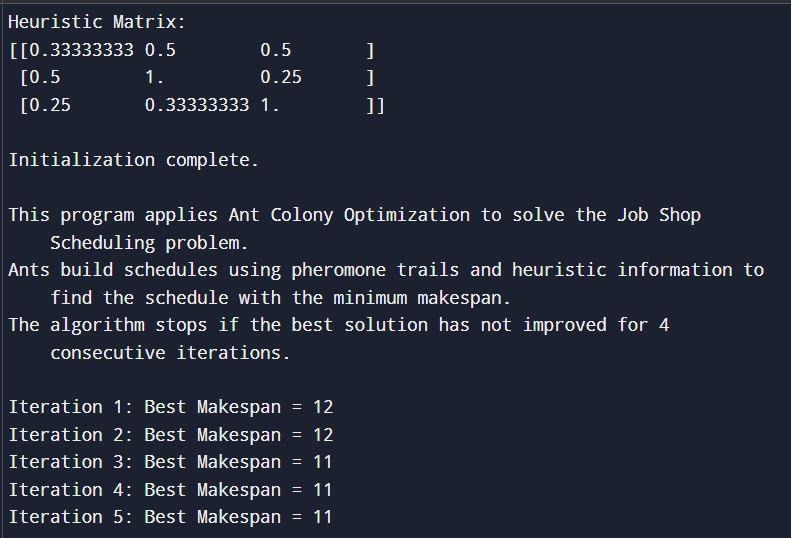 Heuristic Matrix:
[[0.33333333 0.5        0.5       ]
 [0.5        1.         0.25      ]
 [0.25       0.33333333 1.        ]]
Initialization complete.
This program applies Ant Colony Optimization to solve the Job Shop
    Scheduling problem.
Ants build schedules using pheromone trails and heuristic information to
    find the schedule with the minimum makespan.
The algorithm stops if the best solution has not improved for 4
    consecutive iterations.
Iteration 1: Best Makespan = 12
Iteration 2: Best Makespan = 12
Iteration 3: Best Makespan = 11
Iteration 4: Best Makespan = 11
Iteration 5: Best Makespan = 11